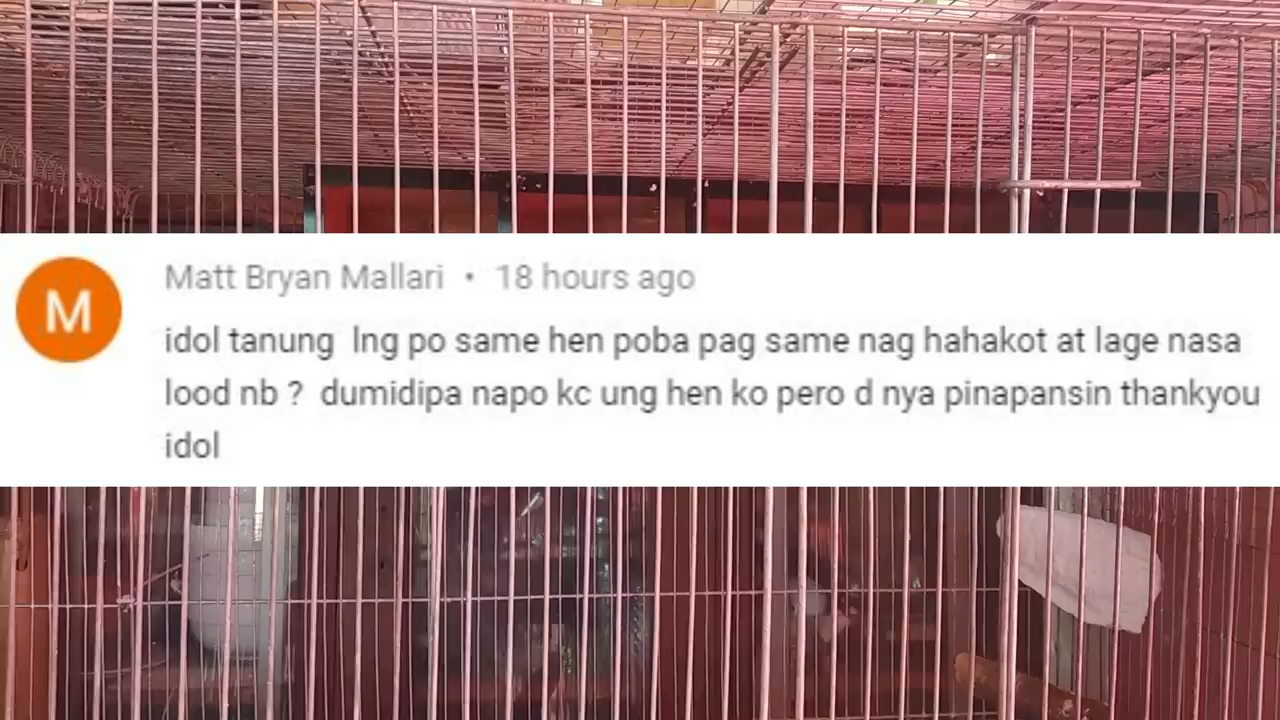 M
Matt Bryan Mallari • 18 hours ago
idol tanung lng po same hen poba pag same nag hahakot at lage nasa
lood nb ? dumidipa napo kc ung hen ko pero d nya pinapansin thankyou
idol